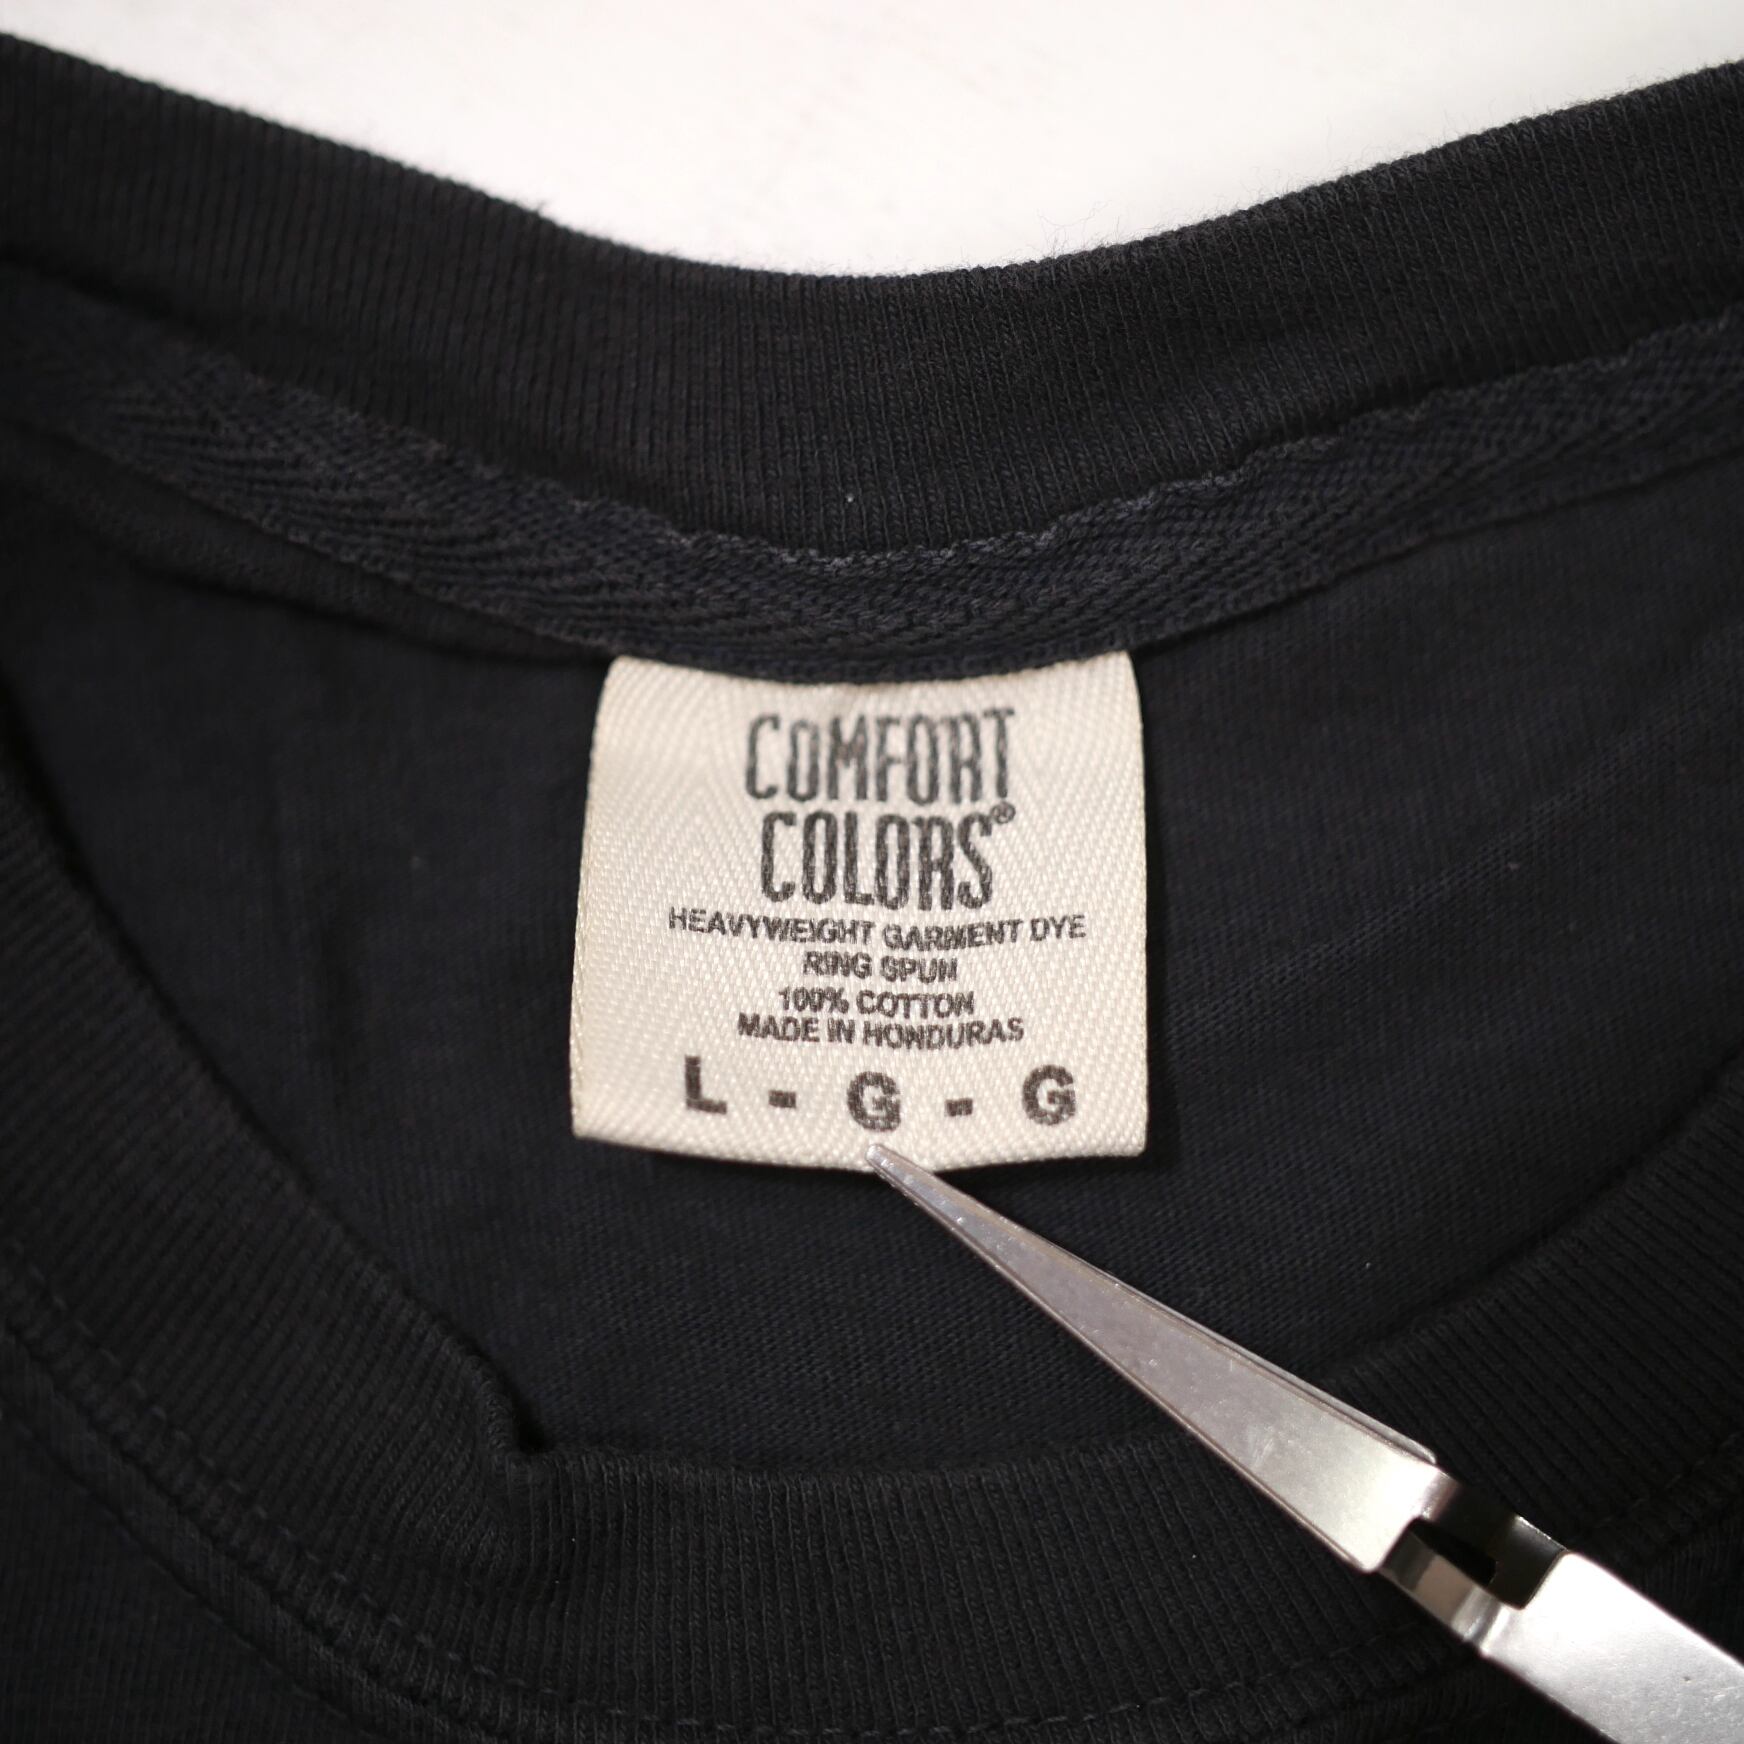 COMFORT
COLORS®
HEAVYWEIGHT GARMENT DYE
RING SPUN
100% COTTON
MADE IN HONDURAS
L - G - G